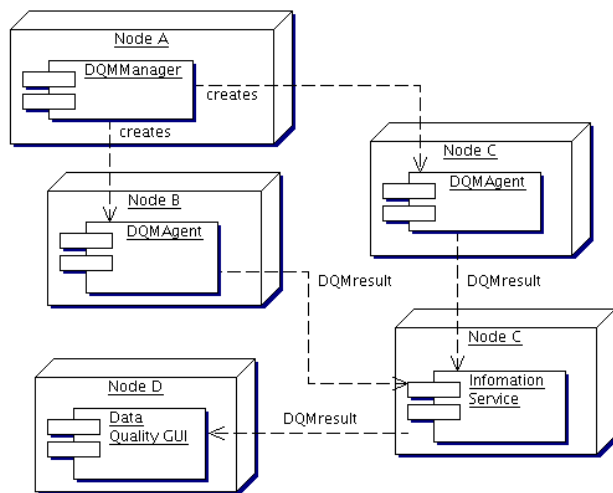 Node A
DQMManager
creates
creates
Node C
DQMAgent
Node B
DQMAgent
DQMresult
DQMresult
Node C
Infomation
Service
Node D
Data
Quality GUI
DQMresult